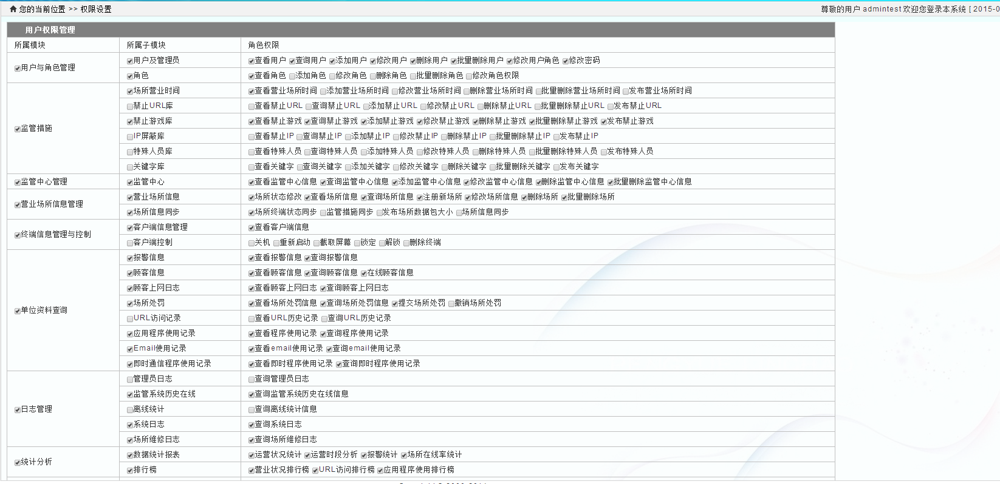 您的当前位置 >> 权限设置 尊敬的用户 admintest 欢迎您登录本系统 [ 2015-0
用户权限管理
所属模块 所属子模块 角色权限
用户与角色管理
用户及管理员 查看用户 查询用户 添加用户 修改用户 删除用户 批量删除用户 修改用户角色 修改密码
角色 查看角色 添加角色 修改角色 删除角色 批量删除角色 修改角色权限
监管措施
场所营业时间 查看营业场所时间 添加营业场所时间 修改营业场所时间 删除营业场所时间 批量删除营业场所时间 发布营业场所时间
禁止URL库 查看禁止URL 查询禁止URL 添加禁止URL 修改禁止URL 删除禁止URL 批量删除禁止URL 发布禁止URL
禁止游戏库 查看禁止游戏 查询禁止游戏 添加禁止游戏 修改禁止游戏 删除禁止游戏 批量删除禁止游戏 发布禁止游戏
IP屏蔽库 查看禁止IP 查询禁止IP 添加禁止IP 修改禁止IP 删除禁止IP 批量删除禁止IP 发布禁止IP
特殊人员库 查看特殊人员 查询特殊人员 添加特殊人员 修改特殊人员 删除特殊人员 批量删除特殊人员 发布特殊人员
关键字库 查看关键字 查询关键字 添加关键字 修改关键字 删除关键字 批量删除关键字 发布关键字
监管中心管理 监管中心 查看监管中心信息 查询监管中心信息 添加监管中心信息 修改监管中心信息 删除监管中心信息 批量删除监管中心信息
营业场所信息管理
营业场所信息 场所状态修改 查看场所信息 查询场所信息 注册新场所 修改场所信息 删除场所 批量删除场所
场所信息同步 场所终端状态同步 监管措施同步 发布场所数据包大小 场所信息同步
终端信息管理与控制
客户端信息管理 查看客户端信息
客户端控制 关机 重新启动 截取屏幕 锁定 解锁 删除终端
单位资料查询
报警信息 查看报警信息 查询报警信息
顾客信息 查看顾客信息 查询顾客信息 在线顾客信息
顾客上网日志 查看顾客上网日志 查询顾客上网日志
场所处罚 查看场所处罚信息 查询场所处罚信息 提交场所处罚 撤销场所处罚
URL访问记录 查看URL历史记录 查询URL历史记录
应用程序使用记录 查看程序使用记录 查询程序使用记录
Email使用记录 查看email使用记录 查询email使用记录
即时通信程序使用记录 查看即时程序使用记录 查询即时程序使用记录
日志管理
管理员日志 查询管理员日志
监管系统历史在线 查询监管系统历史在线信息
离线统计 查询离线统计信息
系统日志 查询系统日志
场所维修日志 查询场所维修日志
统计分析
数据统计报表 运营状况统计 运营时段分析 报警统计 场所在线率统计
排行榜 营业状况排行榜 URL访问排行榜 应用程序使用排行榜